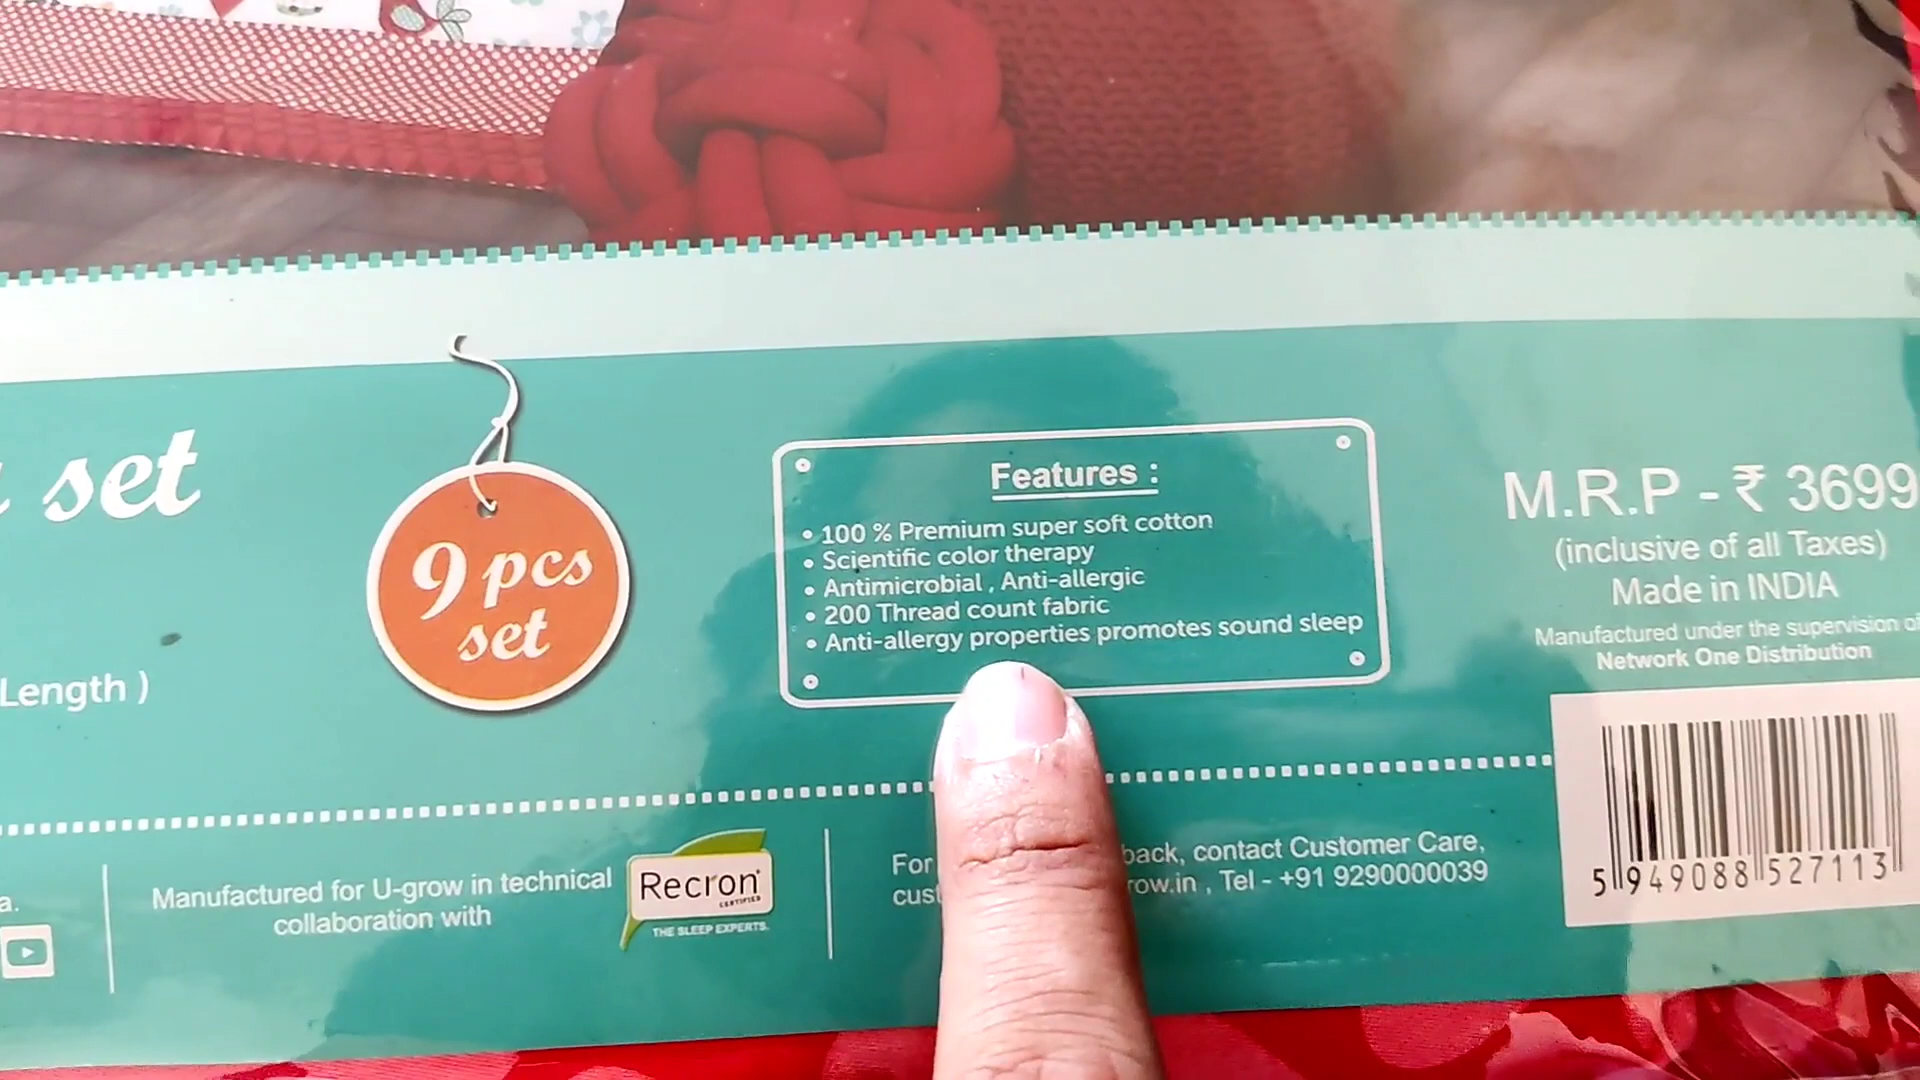 set
Length )
9 pcs
set
Features :
• 100 % Premium super soft cotton
• Scientific color therapy
• Antimicrobial , Anti-allergic
• 200 Thread count fabric
• Anti-allergy properties promotes sound sleep
M.R.P - ₹ 3699
(inclusive of all Taxes)
Made in INDIA
Manufactured under the supervision of
Network One Distribution
5 949088 527113
a.
Manufactured for U-grow in technical
collaboration with
Recron
CERTIFIED
THE SLEEP EXPERTS.
For back, contact Customer Care,
cust row.in , Tel - +91 9290000039